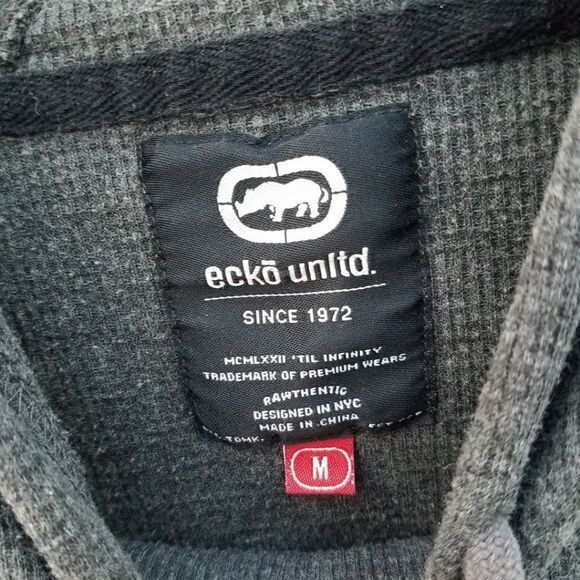 eckō unltd.
SINCE 1972
MCMLXXII 'TIL INFINITY
TRADEMARK OF PREMIUM WEARS
RAWTHENTIC
DESIGNED IN NYC
MADE IN CHINA
M